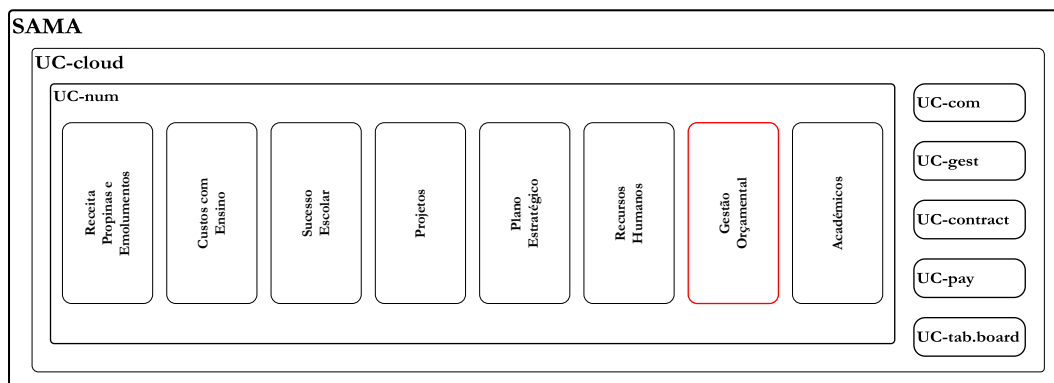 SAMA
UC-cloud
UC-num
Receita
Propinas e
Emolumentos
Custos com
Ensino
Sucesso
Escolar
Projetos
Plano
Estratégico
Recursos
Humanos
Gestão
Orçamental
Académicos
UC-com
UC-gest
UC-contract
UC-pay
UC-tab.board